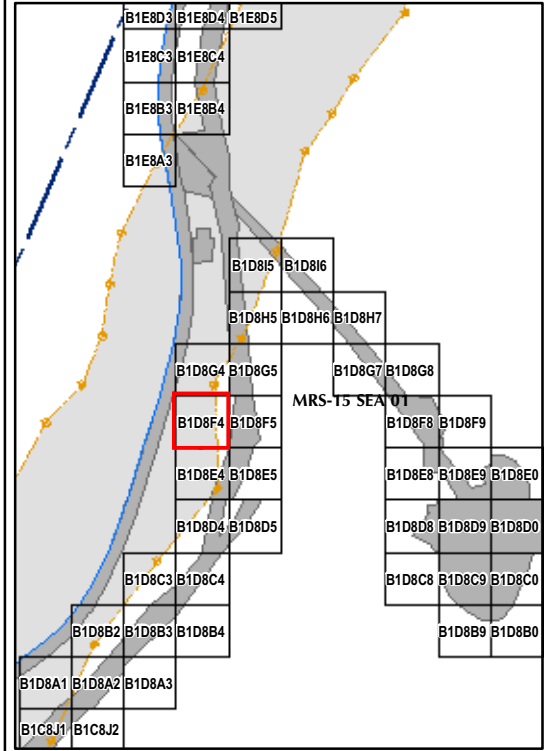 B1E8D3 B1E8D4 B1E8D5
B1E8C3 B1E8C4
B1E8B3 B1E8B4
B1E8A3
B1D8I5 B1D8I6
B1D8H5 B1D8H6 B1D8H7
B1D8G4 B1D8G5 B1D8G7 B1D8G8
MRS-15 SEA 01
B1D8F4 B1D8F5 B1D8F8 B1D8F9
B1D8E4 B1D8E5 B1D8E8 B1D8E9 B1D8E0
B1D8D4 B1D8D5 B1D8D8 B1D8D9 B1D8D0
B1D8C3 B1D8C4 B1D8C8 B1D8C9 B1D8C0
B1D8B2 B1D8B3 B1D8B4 B1D8B9 B1D8B0
B1D8A1 B1D8A2 B1D8A3
B1C8J1 B1C8J2